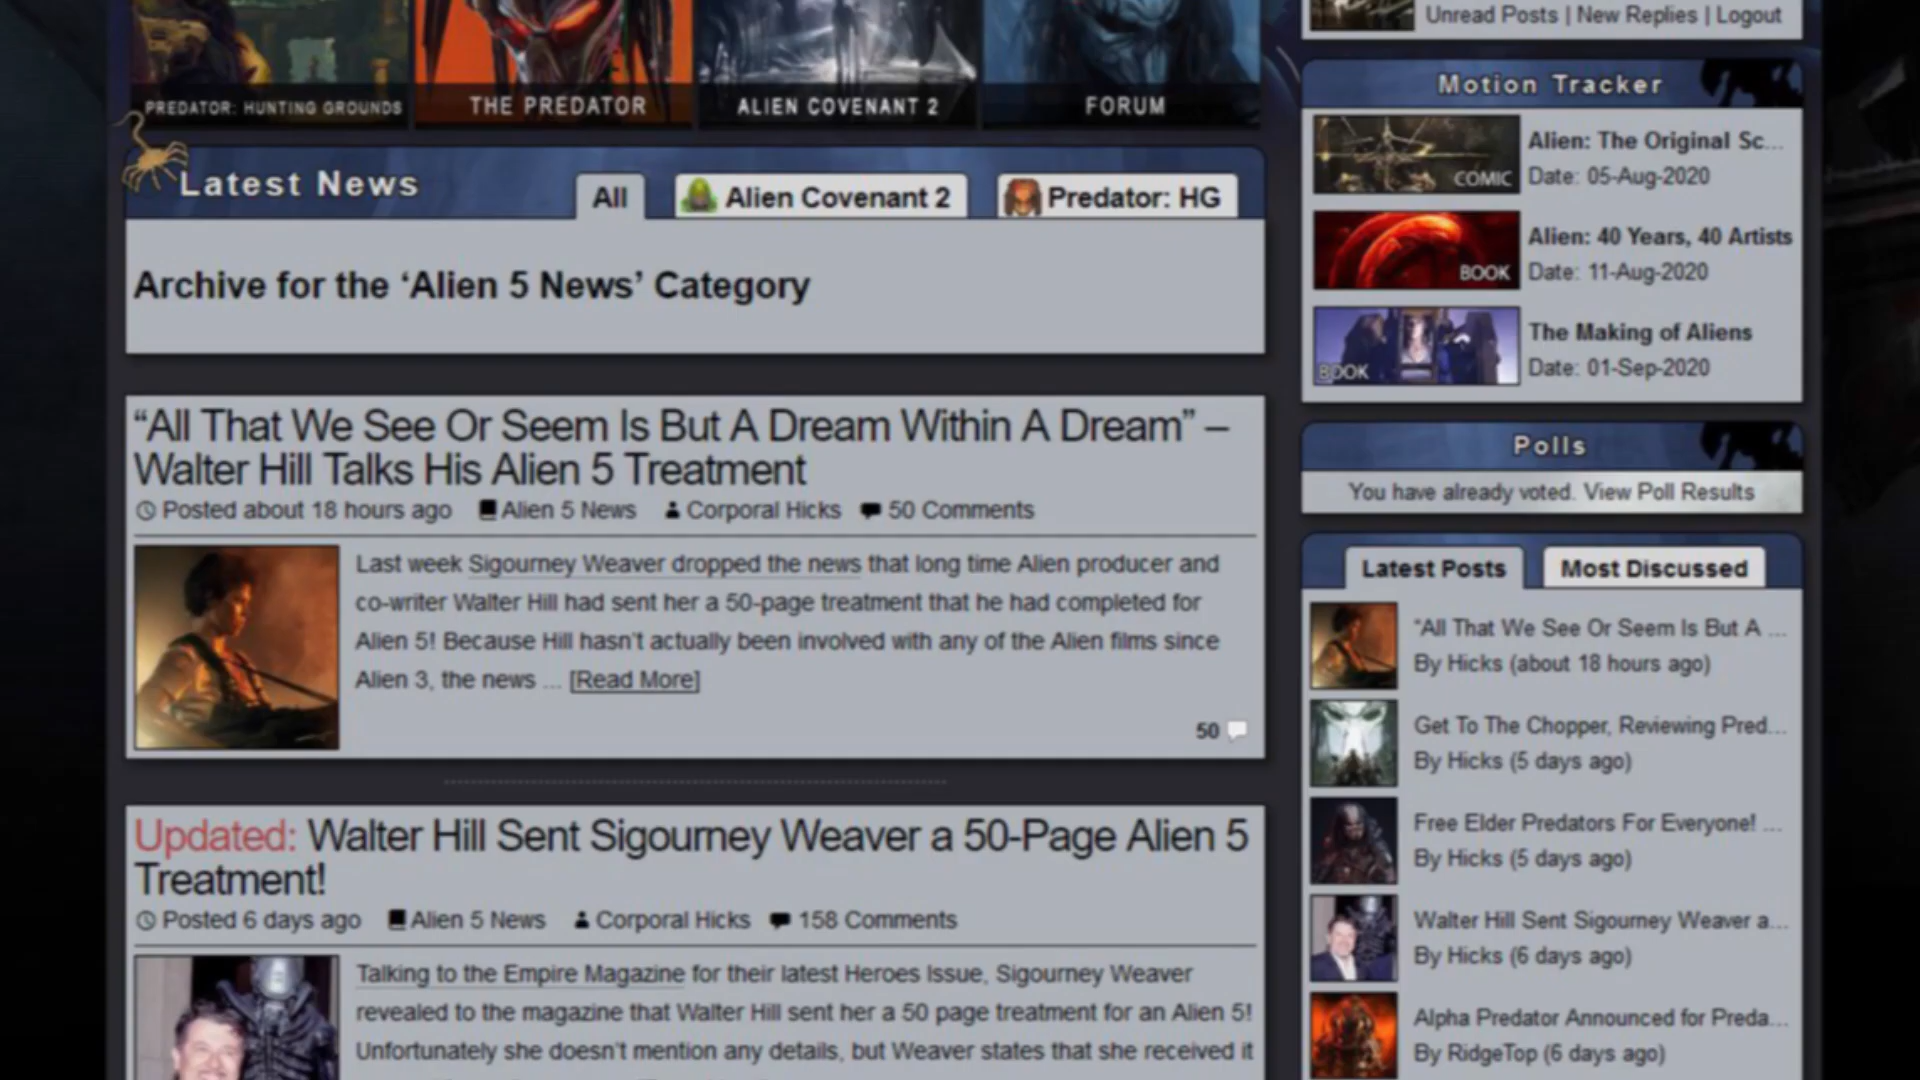 Unread Posts | New Replies | Logout
PREDATOR: HUNTING GROUNDS
THE PREDATOR
ALIEN COVENANT 2
FORUM
Latest News
All
Alien Covenant 2
Predator: HG
Archive for the ‘Alien 5 News’ Category
“All That We See Or Seem Is But A Dream Within A Dream” –
Walter Hill Talks His Alien 5 Treatment
Posted about 18 hours ago Alien 5 News Corporal Hicks 50 Comments
Last week Sigourney Weaver dropped the news that long time Alien producer and
co-writer Walter Hill had sent her a 50-page treatment that he had completed for
Alien 5! Because Hill hasn’t actually been involved with any of the Alien films since
Alien 3, the news ... [Read More]
50
Updated: Walter Hill Sent Sigourney Weaver a 50-Page Alien 5
Treatment!
Posted 6 days ago Alien 5 News Corporal Hicks 158 Comments
Talking to the Empire Magazine for their latest Heroes Issue, Sigourney Weaver
revealed to the magazine that Walter Hill sent her a 50 page treatment for an Alien 5!
Unfortunately she doesn’t mention any details, but Weaver states that she received it
Motion Tracker
COMIC
Alien: The Original Sc...
Date: 05-Aug-2020
BOOK
Alien: 40 Years, 40 Artists
Date: 11-Aug-2020
BOOK
The Making of Aliens
Date: 01-Sep-2020
Polls
You have already voted. View Poll Results
Latest Posts
Most Discussed
“All That We See Or Seem Is But A ...
By Hicks (about 18 hours ago)
Get To The Chopper, Reviewing Pred...
By Hicks (5 days ago)
Free Elder Predators For Everyone! ...
By Hicks (5 days ago)
Walter Hill Sent Sigourney Weaver a...
By Hicks (6 days ago)
Alpha Predator Announced for Preda...
By RidgeTop (6 days ago)